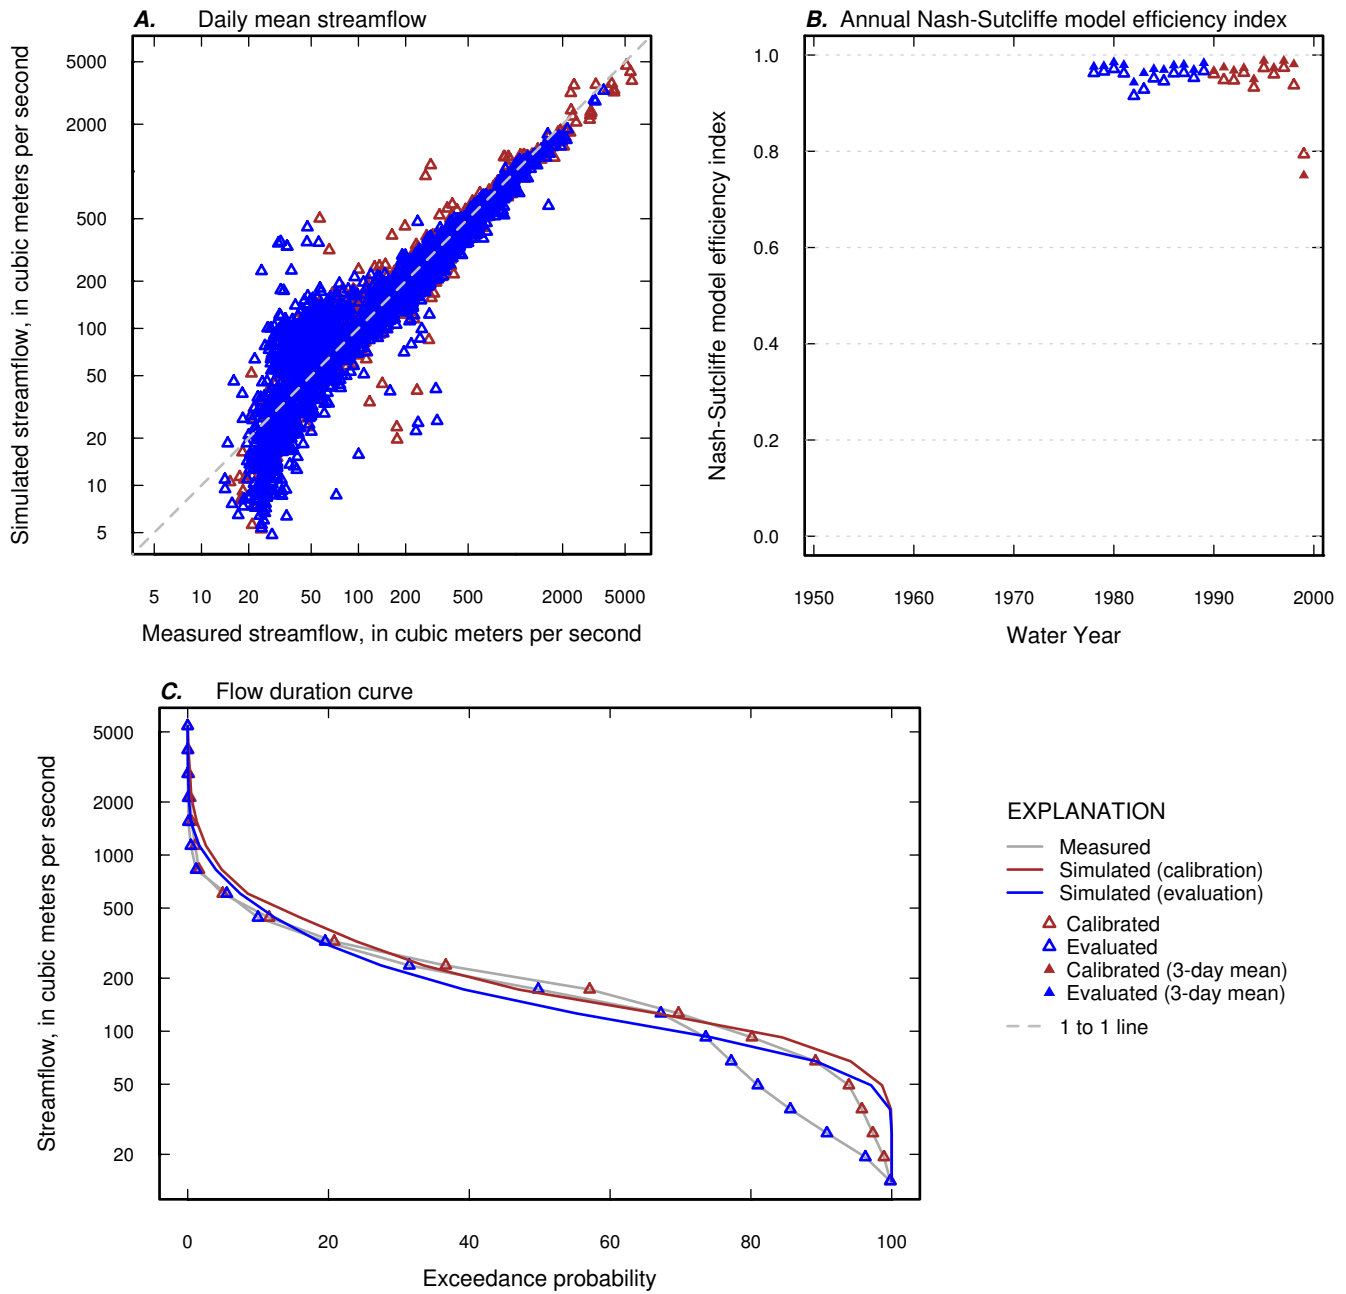 A. Daily mean streamflow
Simulated streamflow, in cubic meters per second
5000
2000
500
200
100
50
20
10
5
5 10 20 50 100 200 500 2000 5000
Measured streamflow, in cubic meters per second
B. Annual Nash-Sutcliffe model efficiency index
Nash-Sutcliffe model efficiency index
1.0
0.8
0.6
0.4
0.2
0.0
1950 1960 1970 1980 1990 2000
Water Year
C. Flow duration curve
Streamflow, in cubic meters per second
5000
2000
1000
500
200
100
50
20
0 20 40 60 80 100
Exceedance probability
EXPLANATION
Measured
Simulated (calibration)
Simulated (evaluation)
Calibrated
Evaluated
Calibrated (3-day mean)
Evaluated (3-day mean)
1 to 1 line